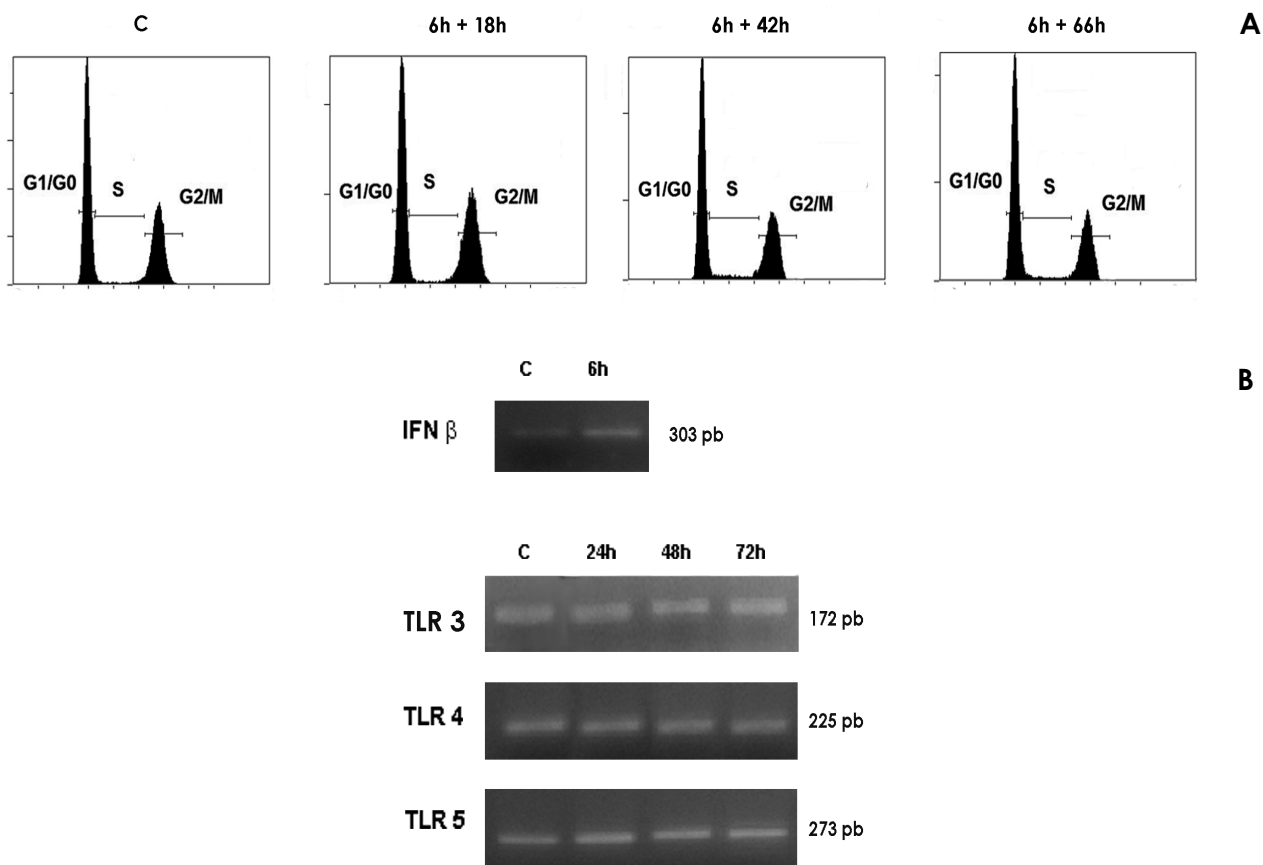 C 6h + 18h 6h + 42h 6h + 66h A
G1/G0 S G2/M G1/G0 S G2/M G1/G0 S G2/M G1/G0 S G2/M
C 6h B
IFN β 303 pb
C 24h 48h 72h
TLR 3 172 pb
TLR 4 225 pb
TLR 5 273 pb